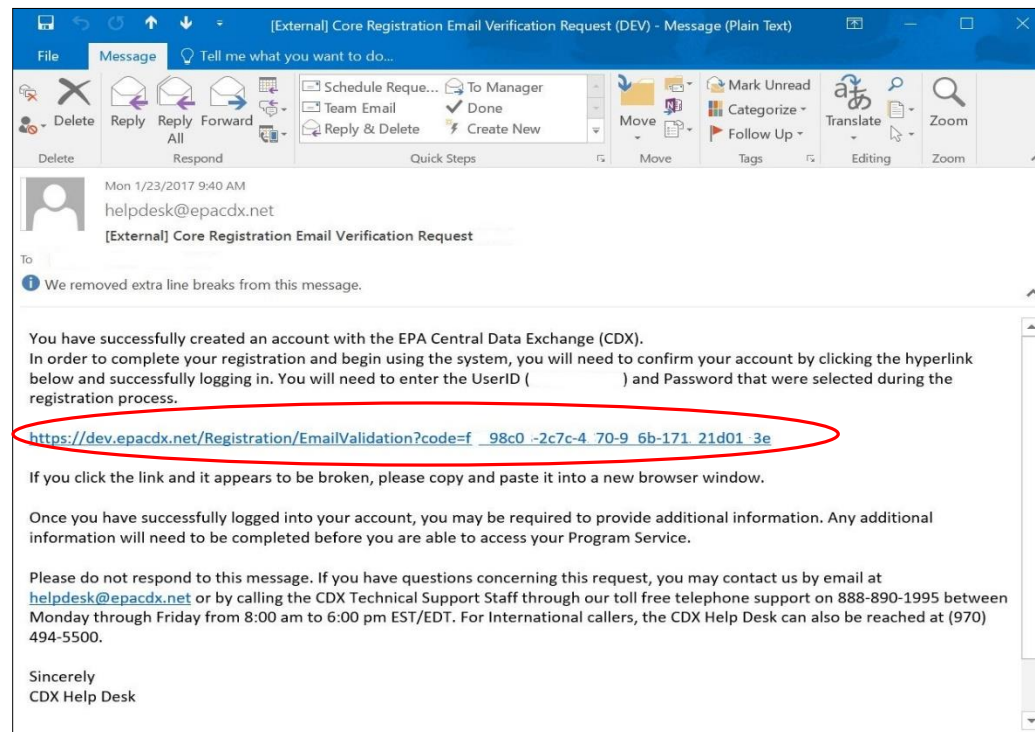 [External] Core Registration Email Verification Request (DEV) - Message (Plain Text)
File Message Tell me what you want to do...
Schedule Reque... To Manager Mark Unread
Team Email Done Categorize
Delete Reply Reply All Forward Reply & Delete Create New Move Follow Up Translate Zoom
Delete Respond Quick Steps Move Tags Editing Zoom
Mon 1/23/2017 9:40 AM
helpdesk@epacdx.net
[External] Core Registration Email Verification Request
To
We removed extra line breaks from this message.
You have successfully created an account with the EPA Central Data Exchange (CDX).
In order to complete your registration and begin using the system, you will need to confirm your account by clicking the hyperlink
below and successfully logging in. You will need to enter the UserID ( ) and Password that were selected during the
registration process.
https://dev.epacdx.net/Registration/EmailValidation?code=f 98c0 -2c7c-4 70-9 6b-171 21d01 3e
If you click the link and it appears to be broken, please copy and paste it into a new browser window.
Once you have successfully logged into your account, you may be required to provide additional information. Any additional
information will need to be completed before you are able to access your Program Service.
Please do not respond to this message. If you have questions concerning this request, you may contact us by email at
helpdesk@epacdx.net or by calling the CDX Technical Support Staff through our toll free telephone support on 888-890-1995 between
Monday through Friday from 8:00 am to 6:00 pm EST/EDT. For International callers, the CDX Help Desk can also be reached at (970)
494-5500.
Sincerely
CDX Help Desk